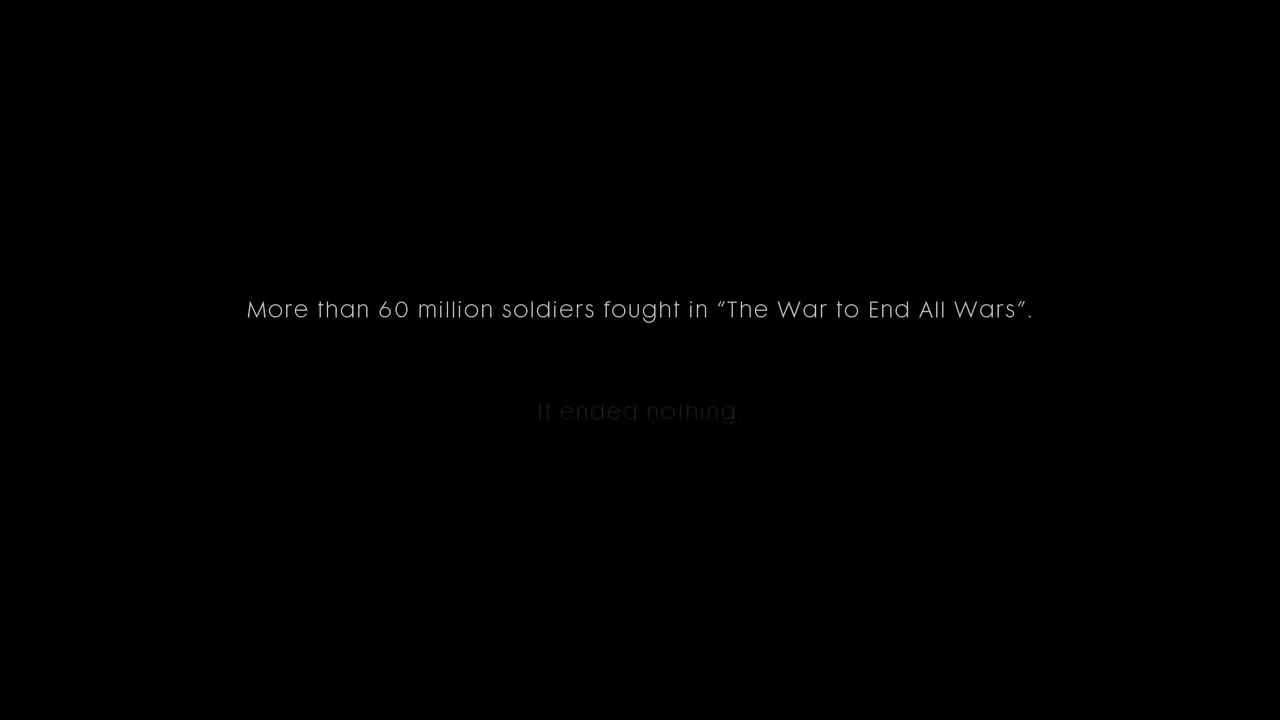 More than 60 million soldiers fought in “The War to End All Wars”.
It ended nothing.